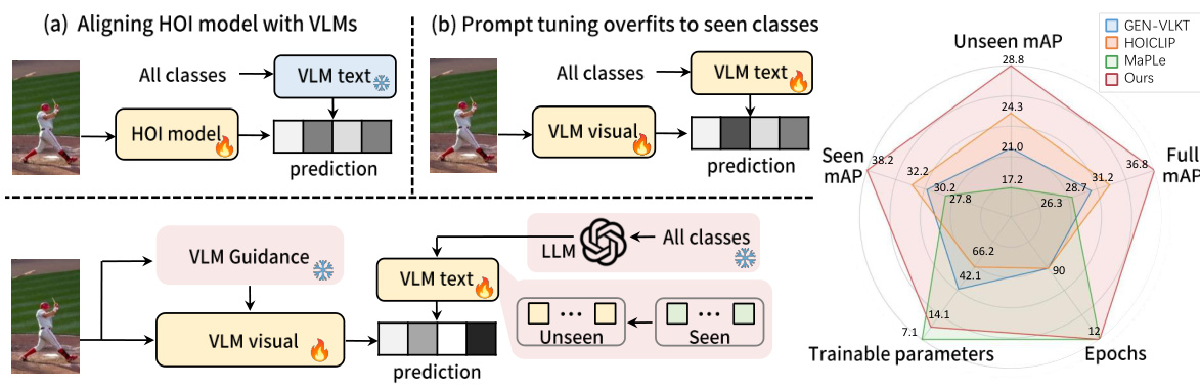 (a) Aligning HOI model with VLMs
All classes
VLM text
HOI model
prediction
(b) Prompt tuning overfits to seen classes
All classes
VLM text
VLM visual
prediction
VLM Guidance
LLM
All classes
VLM text
VLM visual
prediction
Unseen
Seen
GEN-VLKT
HOICLIP
MaPLe
Ours
Unseen mAP
28.8
24.3
21.0
17.2
Seen
mAP
38.2
32.2
30.2
27.8
Full
mAP
36.8
31.2
28.7
26.3
66.2
42.1
14.1
7.1
90
12
Trainable parameters
Epochs